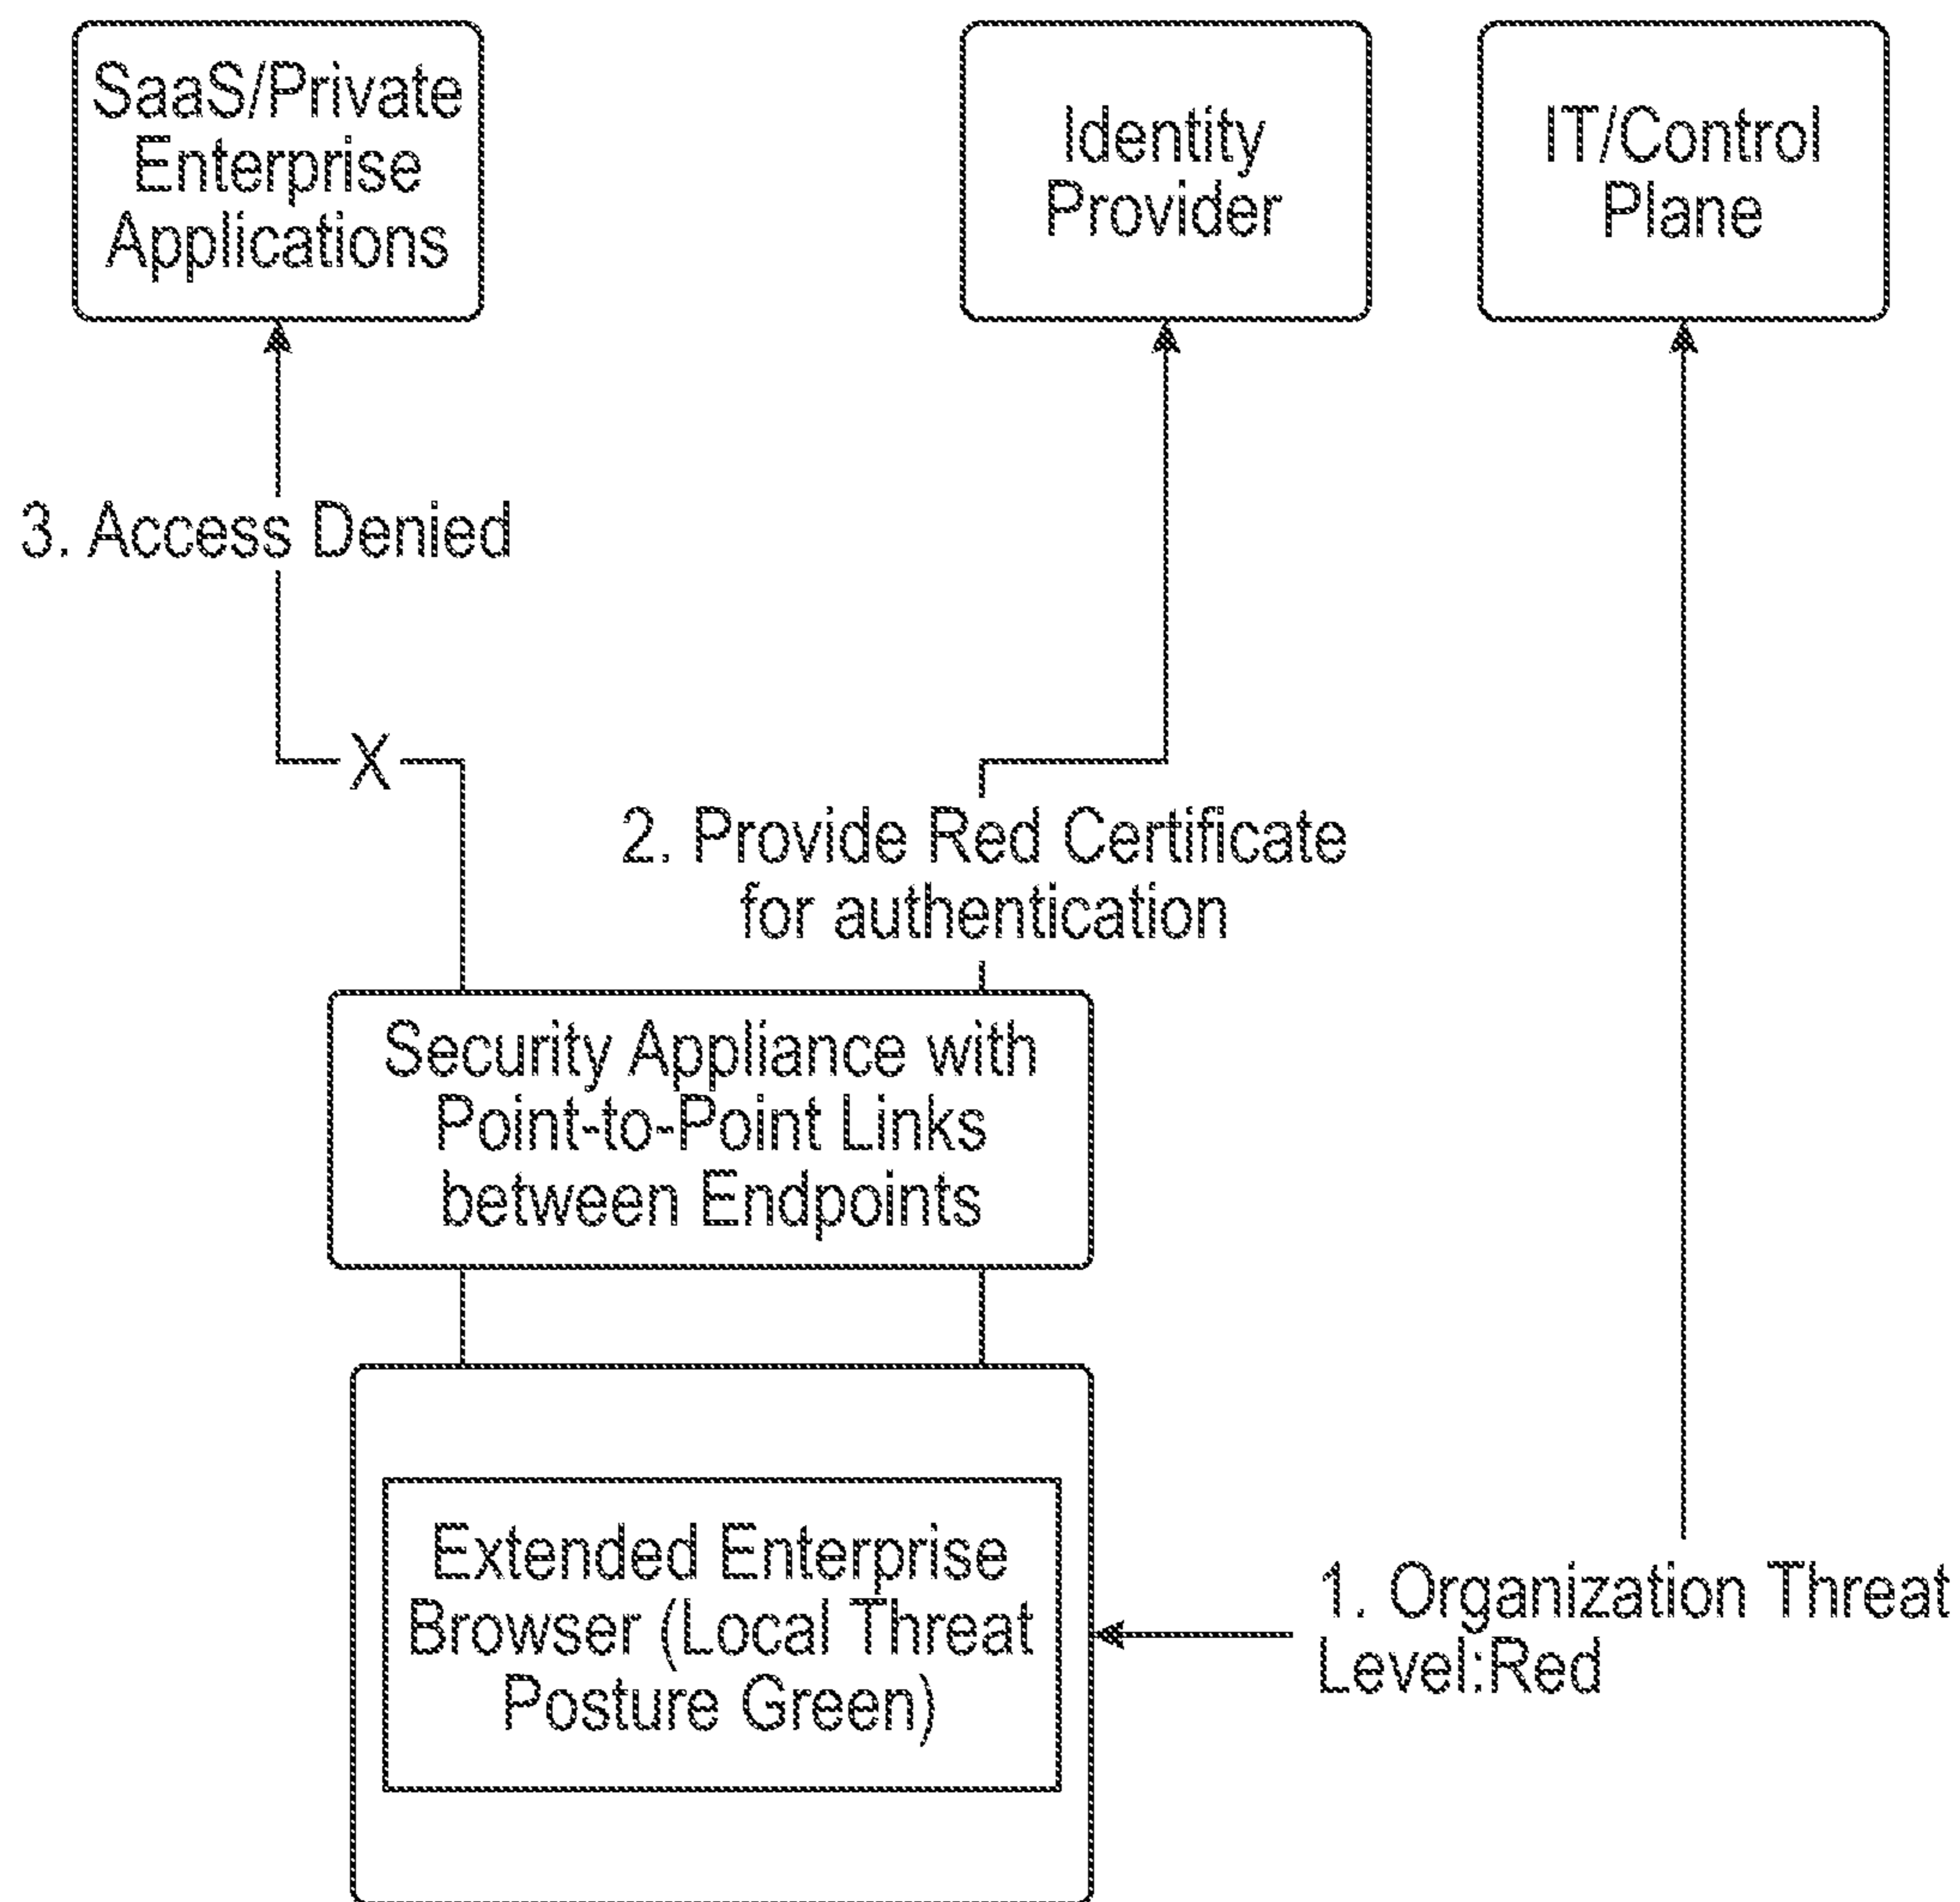 SaaS/Private
Enterprise
Applications
Identity
Provider
IT/Control
Plane
3. Access Denied
X
2. Provide Red Certificate
for authentication
Security Appliance with
Point-to-Point Links
between Endpoints
Extended Enterprise
Browser (Local Threat
Posture Green)
1. Organization Threat
Level:Red